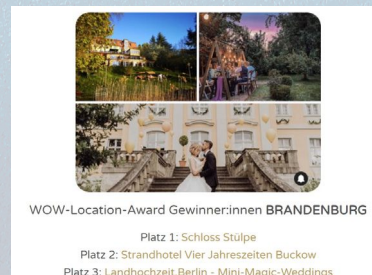 WOW-Location-Award Gewinner:innen BRANDENBURG
Platz 1: Schloss Stülpe
Platz 2: Strandhotel Vier Jahreszeiten Buckow
Platz 3: Landhochzeit Berlin - Mini-Magic-Weddings